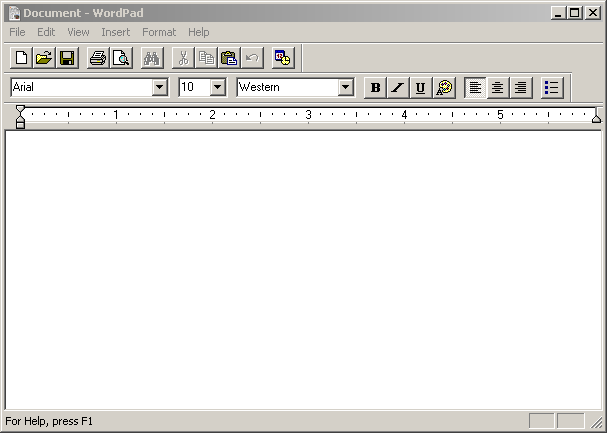 Document - WordPad
File Edit View Insert Format Help
Arial 10 Western B I U A
1 2 3 4 5
For Help, press F1